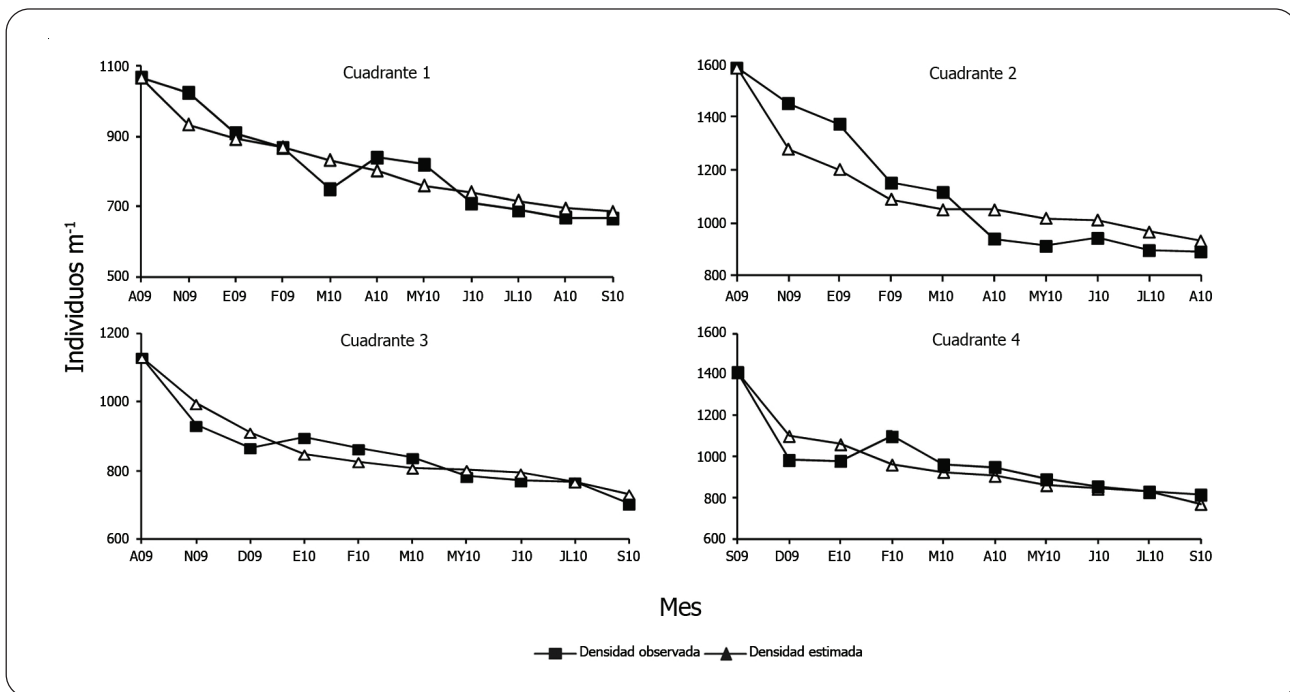 Cuadrante 1
1100
900
700
500
A09 N09 E09 F09 M10 A10 MY10 J10 JL10 A10 S10
Cuadrante 2
1600
1400
1200
1000
800
A09 N09 E09 F09 M10 A10 MY10 J10 JL10 A10
Individuos m-1
Cuadrante 3
1200
1000
800
600
A09 N09 D09 E10 F10 M10 MY10 J10 JL10 S10
Cuadrante 4
1600
1400
1200
1000
800
600
S09 D09 E10 F10 M10 A10 MY10 J10 JL10 S10
Mes
Densidad observada Densidad estimada